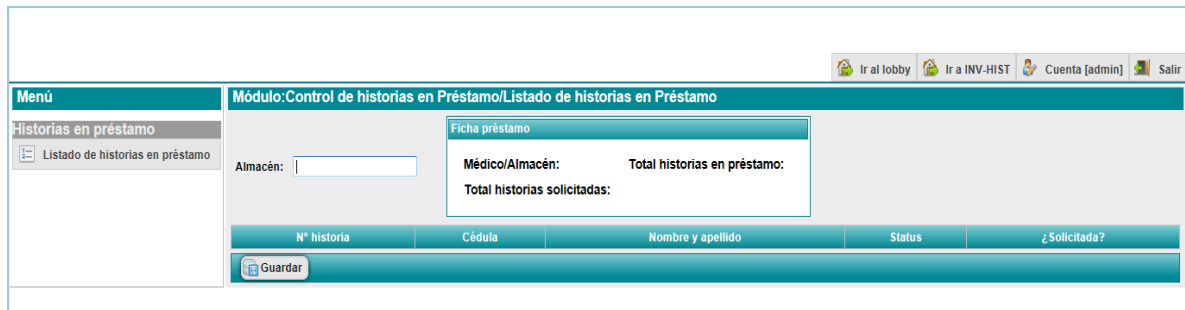 Ir al lobby Ir a INV-HIST Cuenta [admin] Salir
Menú
Módulo:Control de historias en Préstamo/Listado de historias en Préstamo
Historias en préstamo
Listado de historias en préstamo
Almacén:
Ficha préstamo
Médico/Almacén: Total historias en préstamo:
Total historias solicitadas:
Nº historia Cédula Nombre y apellido Status ¿Solicitada?
Guardar